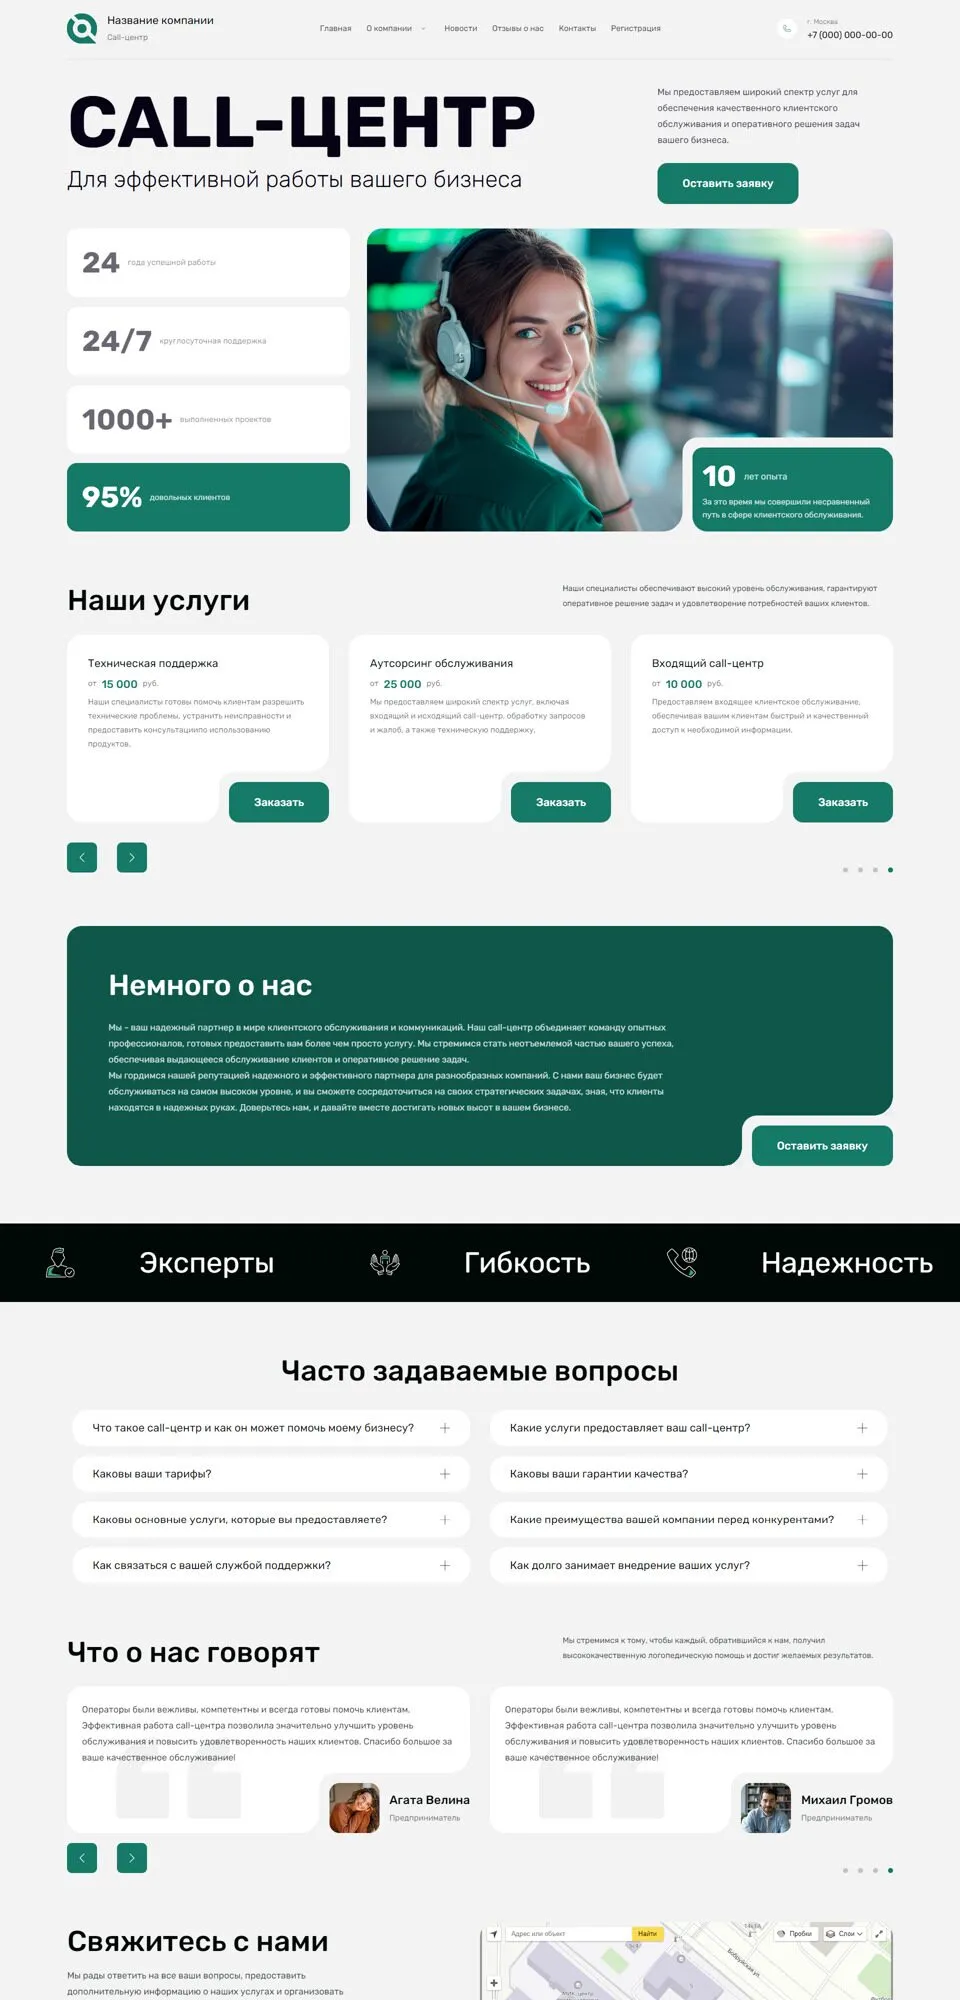 Название компании
Call-центр
Главная
О компании
Новости
Отзывы о нас
Контакты
Регистрация
г. Москва
+7 (000) 000-00-00
CALL-ЦЕНТР
Для эффективной работы вашего бизнеса
Мы предоставляем широкий спектр услуг для
обеспечения качественного клиентского
обслуживания и оперативного решения задач
вашего бизнеса.
Оставить заявку
24 года успешной работы
24/7 круглосуточная поддержка
1000+ выполненных проектов
95% довольных клиентов
10 лет опыта
За это время мы совершили несравненный
путь в сфере клиентского обслуживания.
Наши услуги
Наши специалисты обеспечивают высокий уровень обслуживания, гарантируют
оперативное решение задач и удовлетворение потребностей ваших клиентов.
Техническая поддержка
от 15 000 руб.
Наши специалисты готовы помочь клиентам разрешить
технические проблемы, устранить неисправности и
предоставить консультациипо использованию
продуктов.
Заказать
Аутсорсинг обслуживания
от 25 000 руб.
Мы предоставляем широкий спектр услуг, включая
входящий и исходящий call-центр, обработку запросов
и жалоб, а также техническую поддержку.
Заказать
Входящий call-центр
от 10 000 руб.
Предоставляем входящее клиентское обслуживание,
обеспечивая вашим клиентам быстрый и качественный
доступ к необходимой информации.
Заказать
Немного о нас
Мы - ваш надежный партнер в мире клиентского обслуживания и коммуникаций. Наш call-центр объединяет команду опытных
профессионалов, готовых предоставить вам более чем просто услугу. Мы стремимся стать неотъемлемой частью вашего успеха,
обеспечивая выдающееся обслуживание клиентов и оперативное решение задач.
Мы гордимся нашей репутацией надежного и эффективного партнера для разнообразных компаний. С нами ваш бизнес будет
обслуживаться на самом высоком уровне, и вы сможете сосредоточиться на своих стратегических задачах, зная, что клиенты
находятся в надежных руках. Доверьтесь нам, и давайте вместе достигать новых высот в вашем бизнесе.
Оставить заявку
Эксперты
Гибкость
Надежность
Часто задаваемые вопросы
Что такое call-центр и как он может помочь моему бизнесу?
Какие услуги предоставляет ваш call-центр?
Каковы ваши тарифы?
Каковы ваши гарантии качества?
Каковы основные услуги, которые вы предоставляете?
Какие преимущества вашей компании перед конкурентами?
Как связаться с вашей службой поддержки?
Как долго занимает внедрение ваших услуг?
Что о нас говорят
Мы стремимся к тому, чтобы каждый, обратившийся к нам, получил
высококачественную логопедическую помощь и достиг желаемых результатов.
Операторы были вежливы, компетентны и всегда готовы помочь клиентам.
Эффективная работа call-центра позволила значительно улучшить уровень
обслуживания и повысить удовлетворенность наших клиентов. Спасибо большое за
ваше качественное обслуживание!
Агата Велина
Предприниматель
Операторы были вежливы, компетентны и всегда готовы помочь клиентам.
Эффективная работа call-центра позволила значительно улучшить уровень
обслуживания и повысить удовлетворенность наших клиентов. Спасибо большое за
ваше качественное обслуживание!
Михаил Громов
Предприниматель
Свяжитесь с нами
Мы рады ответить на все ваши вопросы, предоставить
дополнительную информацию о наших услугах и организовать
Адрес или объект
Найти
Пробки
Слои
Бобруйская ул.